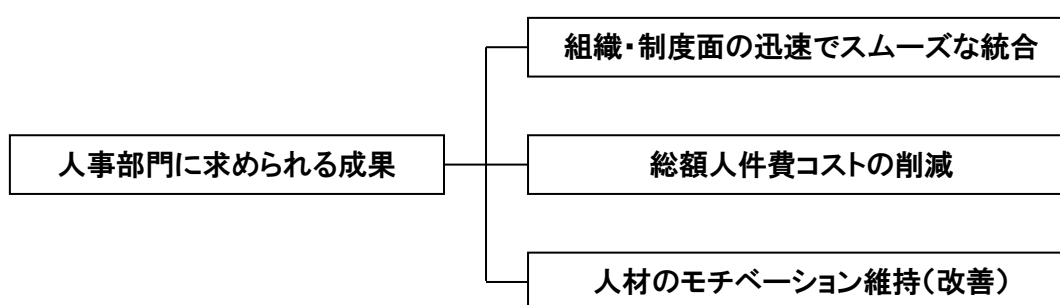 組織・制度面の迅速でスムーズな統合
人事部門に求められる成果
総額人件費コストの削減
人材のモチベーション維持(改善)